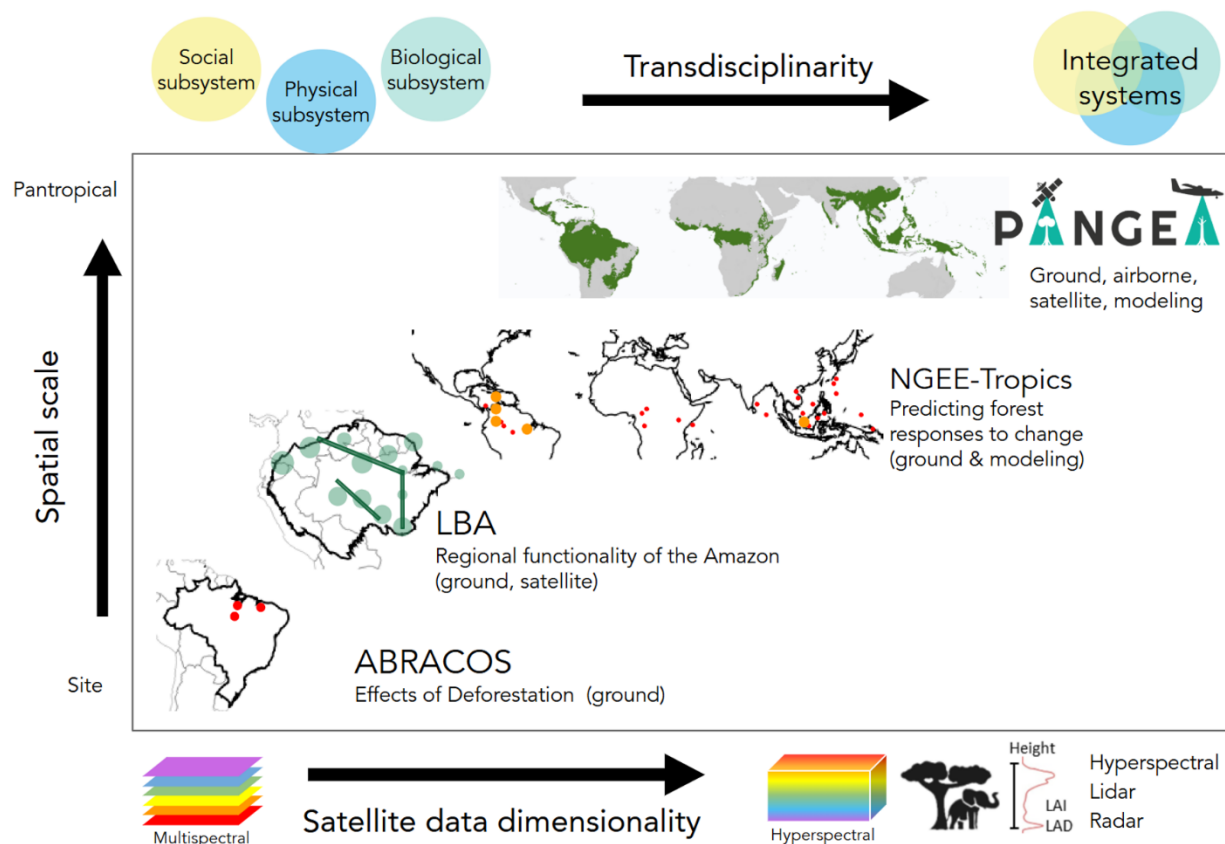 Social
subsystem
Physical
subsystem
Biological
subsystem
Transdisciplinarity
Integrated
systems
Pantropical
Spatial scale
Site
PANGEA
Ground, airborne,
satellite, modeling
NGEE-Tropics
Predicting forest
responses to change
(ground & modeling)
LBA
Regional functionality of the Amazon
(ground, satellite)
ABRACOS
Effects of Deforestation (ground)
Multispectral
Satellite data dimensionality
Hyperspectral
Height
LAI
LAD
Hyperspectral
Lidar
Radar